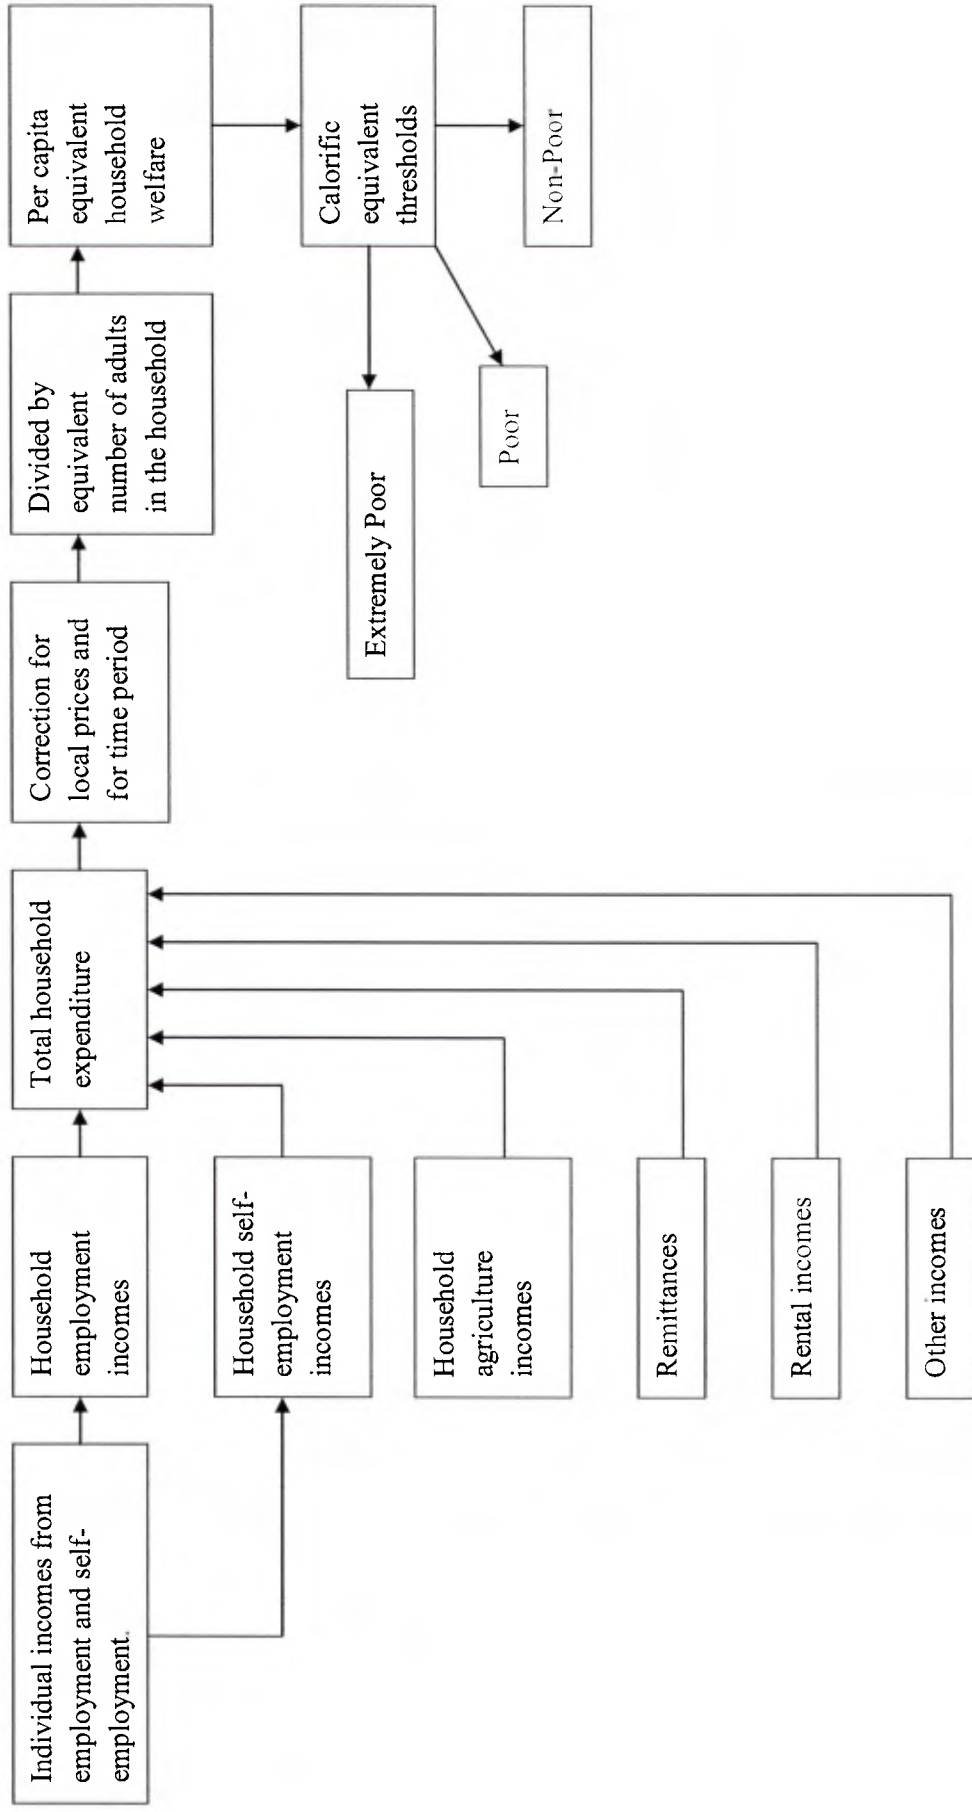 Individual incomes from
employment and self-
employment.
Household
employment
incomes
Total household
expenditure
Correction for
local prices and
for time period
Divided by
equivalent
number of adults
in the household
Per capita
equivalent
household
welfare
Household self-
employment
incomes
Household
agriculture
incomes
Remittances
Rental incomes
Other incomes
Calorific
equivalent
thresholds
Extremely Poor
Poor
Non-Poor